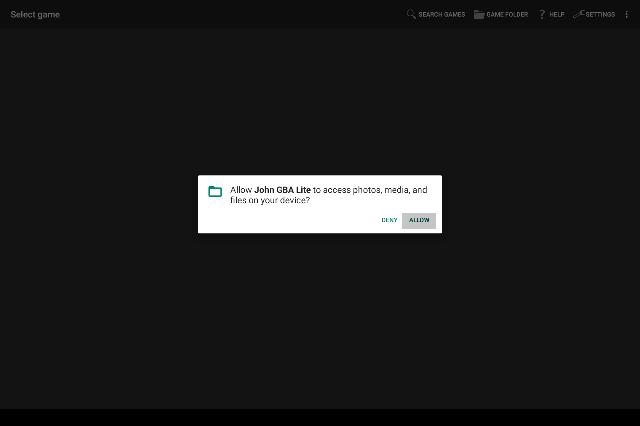 Select game
SEARCH GAMES
GAME FOLDER
HELP
SETTINGS
Allow John GBA Lite to access photos, media, and
files on your device?
DENY
ALLOW